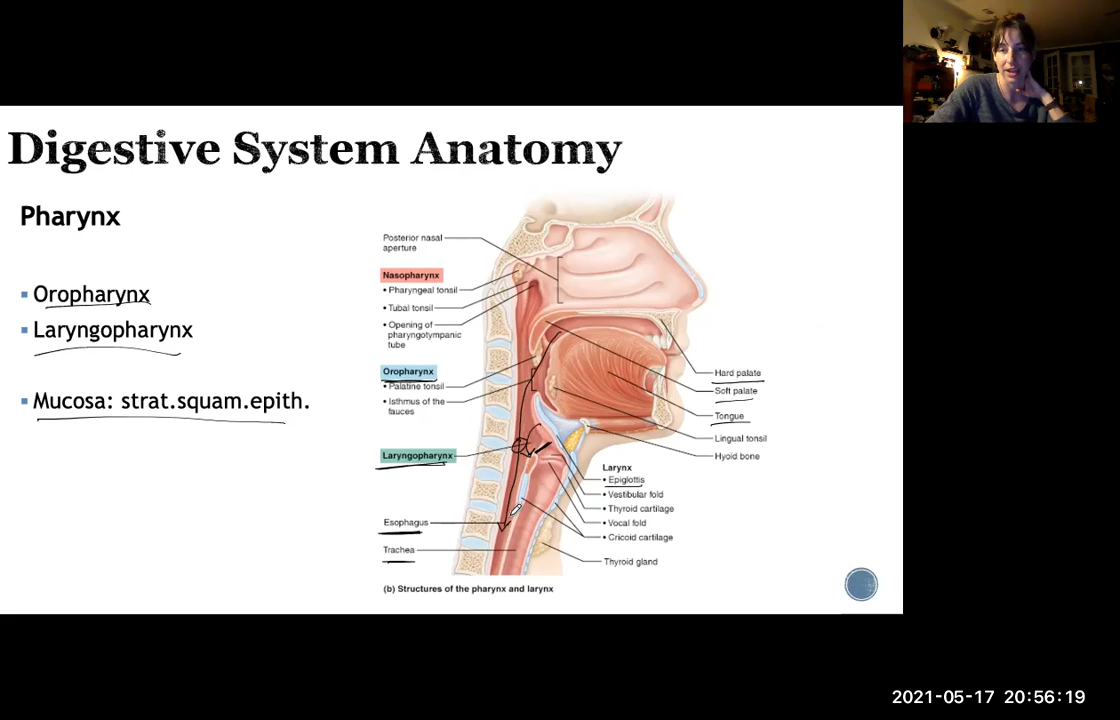 Digestive System Anatomy
Pharynx
Oropharynx
Laryngopharynx
Mucosa: strat.squam.epith.
Posterior nasal
aperture
Nasopharynx
• Pharyngeal tonsil
• Tubal tonsil
• Opening of
pharyngotympanic
tube
Oropharynx
• Palatine tonsil
• Isthmus of the
fauces
Laryngopharynx
Esophagus
Trachea
Hard palate
Soft palate
Tongue
Lingual tonsil
Hyoid bone
Larynx
• Epiglottis
• Vestibular fold
• Thyroid cartilage
• Vocal fold
• Cricoid cartilage
Thyroid gland
(b) Structures of the pharynx and larynx
2021-05-17 20:56:19